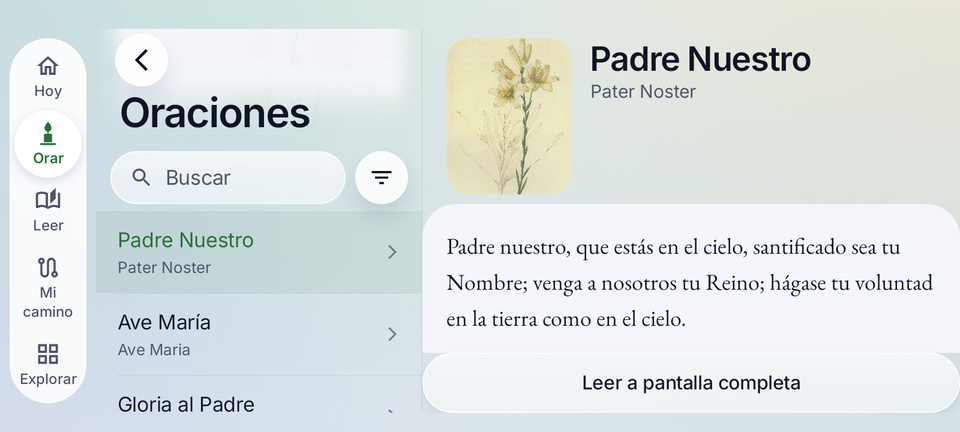 Hoy
Orar
Leer
Mi
camino
Explorar
Oraciones
Buscar
Padre Nuestro
Pater Noster
Ave María
Ave Maria
Gloria al Padre
Padre Nuestro
Pater Noster
Padre nuestro, que estás en el cielo, santificado sea tu
Nombre; venga a nosotros tu Reino; hágase tu voluntad
en la tierra como en el cielo.
Leer a pantalla completa